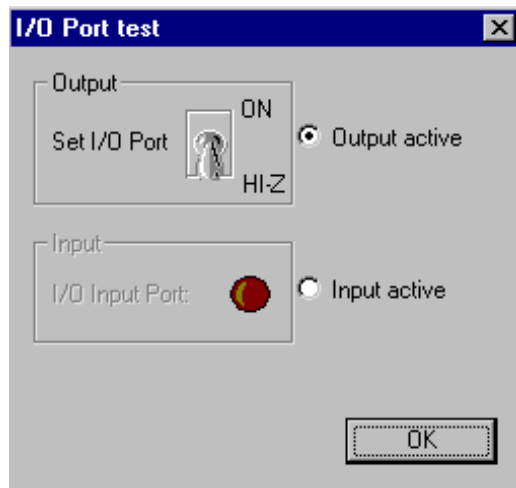 I/O Port test
Output
ON
Set I/O Port
HI-Z
Output active
Input
I/O Input Port:
Input active
OK